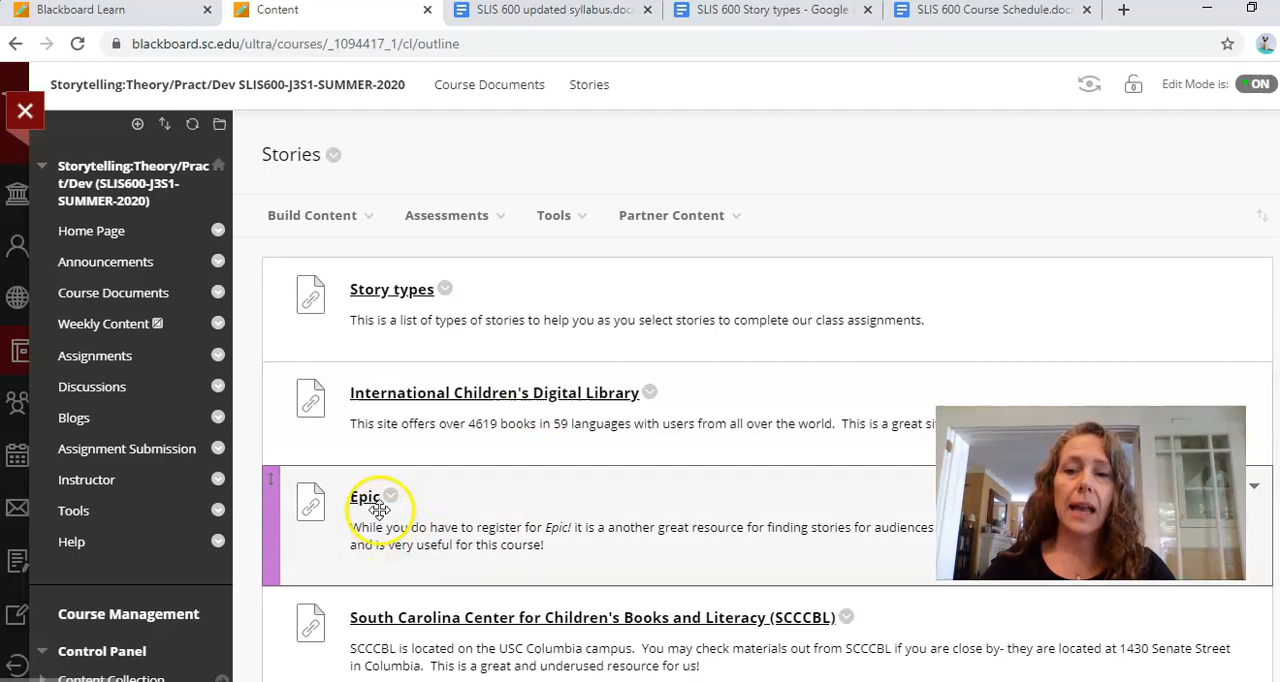 Blackboard Learn
Content
SLIS 600 updated syllabus.docx
SLIS 600 Story types - Google
SLIS 600 Course Schedule.docx
blackboard.sc.edu/ultra/courses/_1094417_1/cl/outline
Storytelling:Theory/Pract/Dev SLIS600-J3S1-SUMMER-2020
Course Documents
Stories
Edit Mode is:
ON
Storytelling:Theory/Prac
t/Dev (SLIS600-J3S1-
SUMMER-2020)
Home Page
Announcements
Course Documents
Weekly Content
Assignments
Discussions
Blogs
Assignment Submission
Instructor
Tools
Help
Course Management
Control Panel
Content Collection
Stories
Build Content
Assessments
Tools
Partner Content
Story types
This is a list of types of stories to help you as you select stories to complete our class assignments.
International Children's Digital Library
This site offers over 4619 books in 59 languages with users from all over the world. This is a great
Epic
While you do have to register for Epic! it is a another great resource for finding stories for audiences
and is very useful for this course!
South Carolina Center for Children's Books and Literacy (SCCCBL)
SCCCBL is located on the USC Columbia campus. You may check materials out from SCCCBL if you are close by- they are located at 1430 Senate Street
in Columbia. This is a great and underused resource for us!